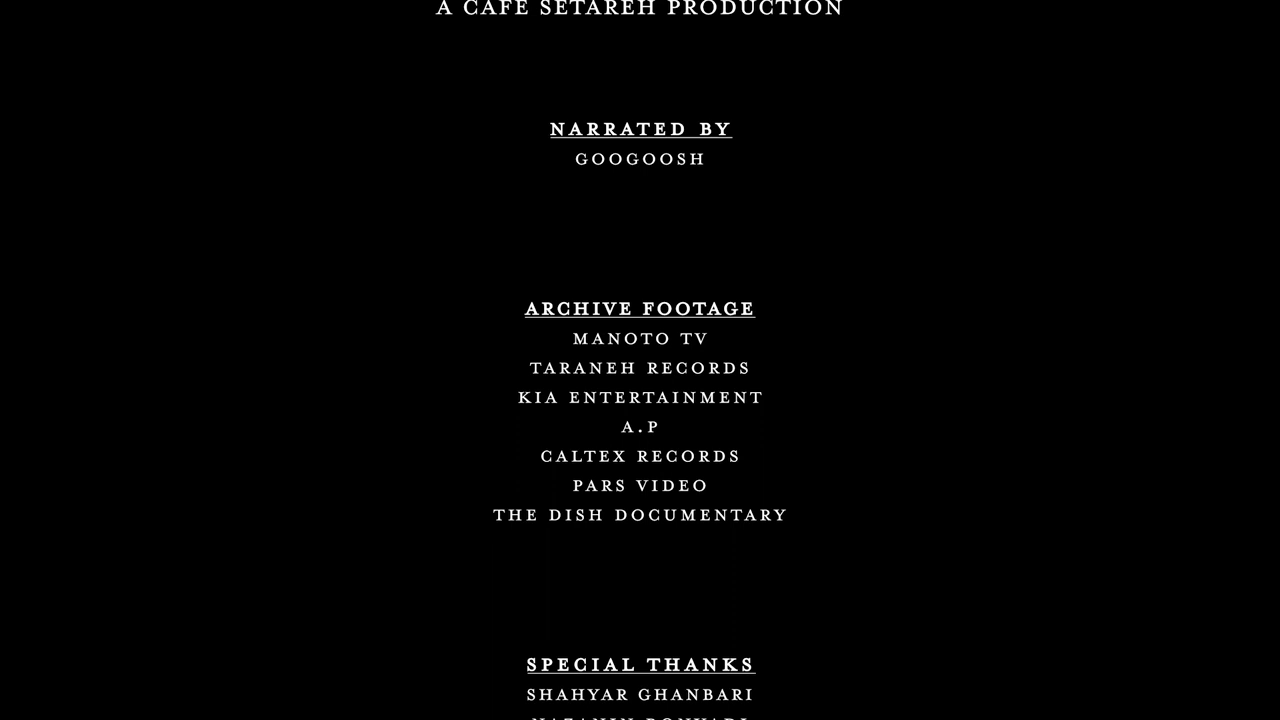 A CAFE SETAREH PRODUCTION
NARRATED BY
GOOGOOSH
ARCHIVE FOOTAGE
MANOTO TV
TARANEH RECORDS
KIA ENTERTAINMENT
A.P
CALTEX RECORDS
PARS VIDEO
THE DISH DOCUMENTARY
SPECIAL THANKS
SHAHYAR GHANBARI